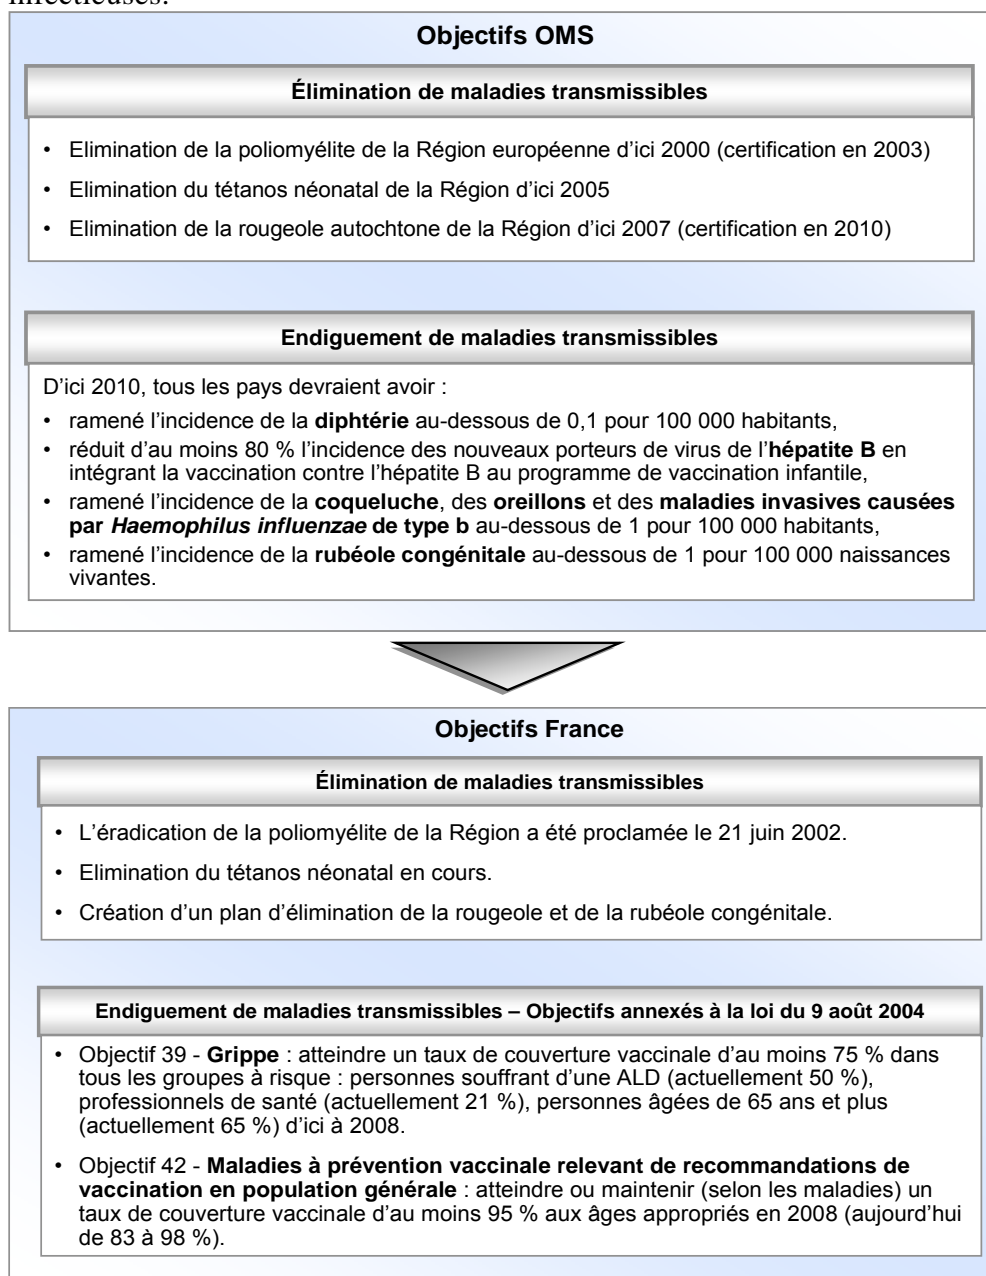 infectieuses.
Objectifs OMS
Élimination de maladies transmissibles
• Elimination de la poliomyélite de la Région européenne d'ici 2000 (certification en 2003)
• Elimination du tétanos néonatal de la Région d'ici 2005
• Elimination de la rougeole autochtone de la Région d'ici 2007 (certification en 2010)
Endiguement de maladies transmissibles
D'ici 2010, tous les pays devraient avoir :
• ramené l'incidence de la diphtérie au-dessous de 0,1 pour 100 000 habitants,
• réduit d'au moins 80 % l'incidence des nouveaux porteurs de virus de l'hépatite B en
intégrant la vaccination contre l'hépatite B au programme de vaccination infantile,
• ramené l'incidence de la coqueluche, des oreillons et des maladies invasives causées
par Haemophilus influenzae de type b au-dessous de 1 pour 100 000 habitants,
• ramené l'incidence de la rubéole congénitale au-dessous de 1 pour 100 000 naissances
vivantes.
Objectifs France
Élimination de maladies transmissibles
• L'éradication de la poliomyélite de la Région a été proclamée le 21 juin 2002.
• Elimination du tétanos néonatal en cours.
• Création d'un plan d'élimination de la rougeole et de la rubéole congénitale.
Endiguement de maladies transmissibles – Objectifs annexés à la loi du 9 août 2004
• Objectif 39 - Grippe : atteindre un taux de couverture vaccinale d'au moins 75 % dans
tous les groupes à risque : personnes souffrant d'une ALD (actuellement 50 %),
professionnels de santé (actuellement 21 %), personnes âgées de 65 ans et plus
(actuellement 65 %) d'ici à 2008.
• Objectif 42 - Maladies à prévention vaccinale relevant de recommandations de
vaccination en population générale : atteindre ou maintenir (selon les maladies) un
taux de couverture vaccinale d'au moins 95 % aux âges appropriés en 2008 (aujourd'hui
de 83 à 98 %).